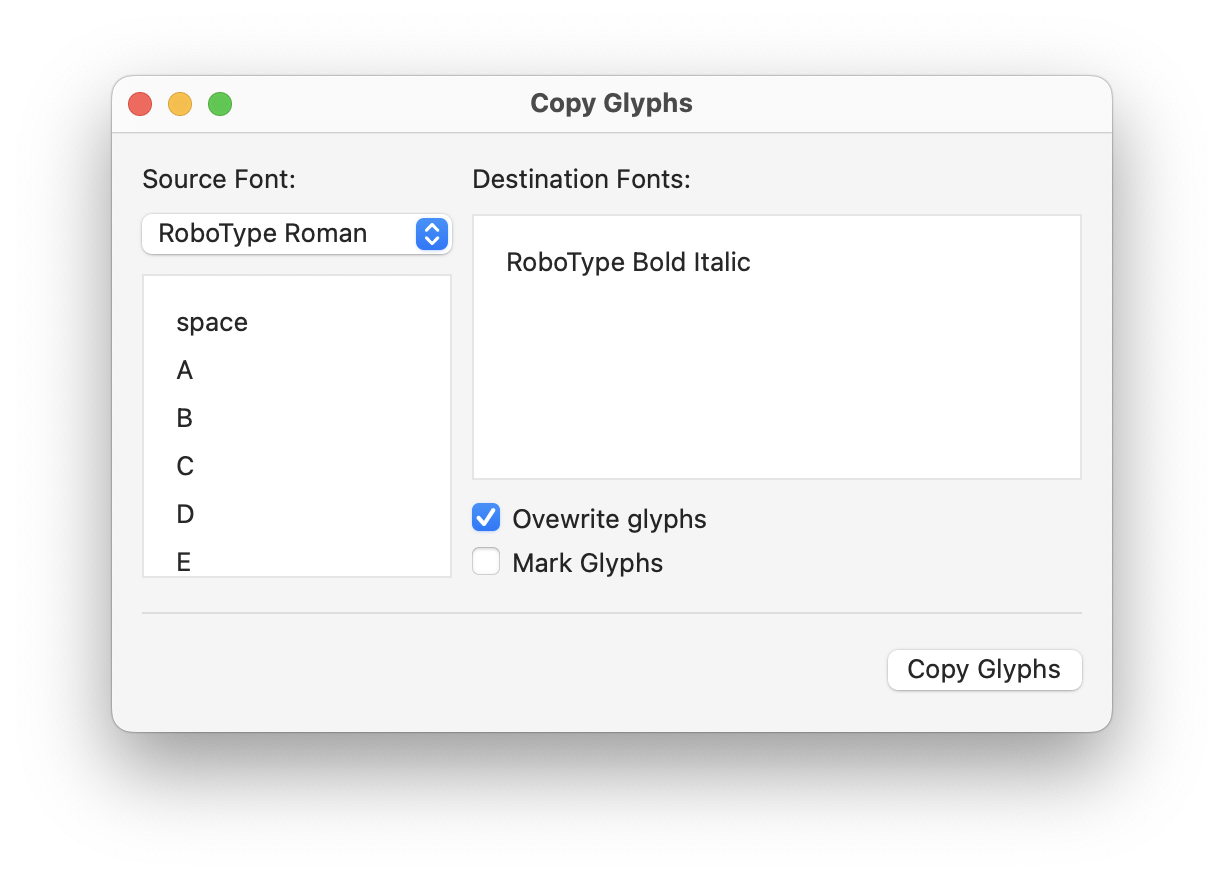 Copy Glyphs
Source Font:
RoboType Roman
space
A
B
C
D
E
Destination Fonts:
RoboType Bold Italic
Ovewrite glyphs
Mark Glyphs
Copy Glyphs